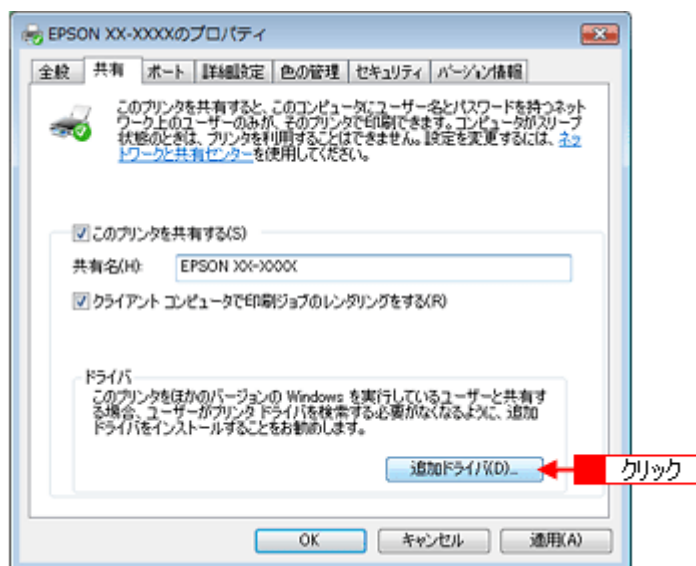 EPSON XX-XXXXのプロパティ
全般 共有 ポート 詳細設定 色の管理 セキュリティ バージョン情報
このプリンタを共有すると、このコンピュータにユーザー名とパスワードを持つネット
ワーク上のユーザーのみが、そのプリンタで印刷できます。コンピュータがスリープ
状態のときは、プリンタを利用することはできません。設定を変更するには、ネッ
トワークと共有センターを使用してください。
このプリンタを共有する(S)
共有名(H): EPSON XX-XXXX
クライアント コンピュータで印刷ジョブのレンダリングをする(R)
ドライバ
このプリンタをほかのバージョンの Windows を実行しているユーザーと共有す
る場合、ユーザーがプリンタ ドライバを検索する必要がなくなるように、追加
ドライバをインストールすることをお勧めします。
追加ドライバ(D)...
クリック
OK キャンセル 適用(A)